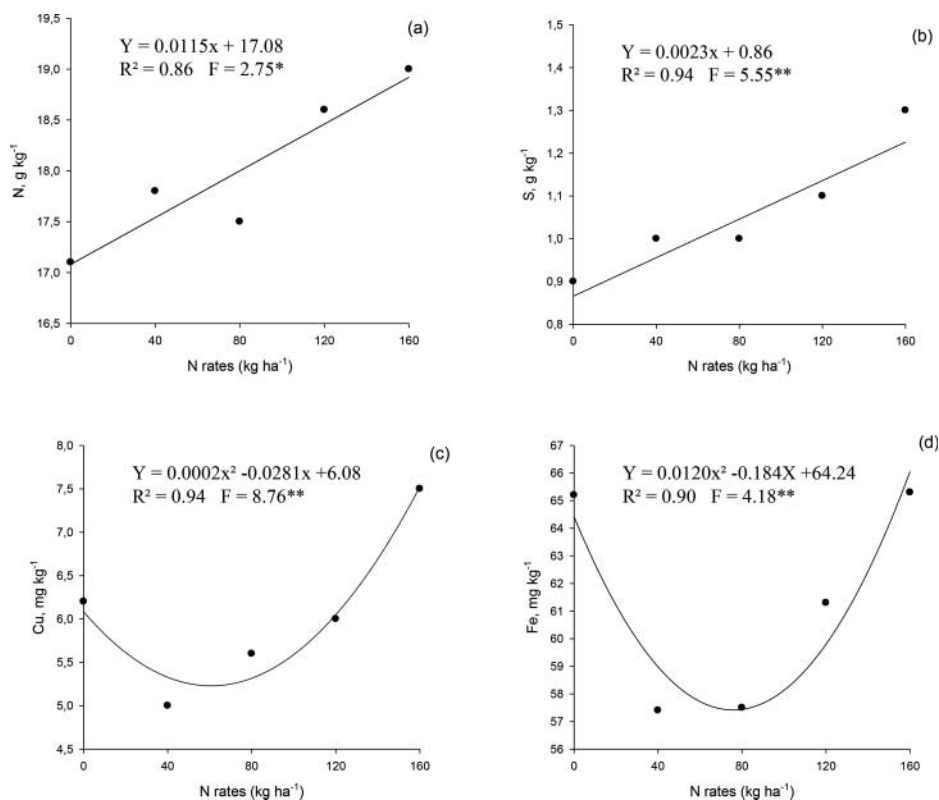 (a)
Y = 0.0115x + 17.08
R² = 0.86 F = 2.75*
19,5
19,0
18,5
18,0
17,5
17,0
16,5
N, g kg⁻¹
0 40 80 120 160
N rates (kg ha⁻¹)
(b)
Y = 0.0023x + 0.86
R² = 0.94 F = 5.55**
1,5
1,4
1,3
1,2
1,1
1,0
0,9
0,8
S, g kg⁻¹
0 40 80 120 160
N rates (kg ha⁻¹)
(c)
Y = 0.0002x² -0.0281x +6.08
R² = 0.94 F = 8.76**
8,0
7,5
7,0
6,5
6,0
5,5
5,0
4,5
Cu, mg kg⁻¹
0 40 80 120 160
N rates (kg ha⁻¹)
(d)
Y = 0.0120x² -0.184X +64.24
R² = 0.90 F = 4.18**
67
66
65
64
63
62
61
60
59
58
57
56
Fe, mg kg⁻¹
0 40 80 120 160
N rates (kg ha⁻¹)